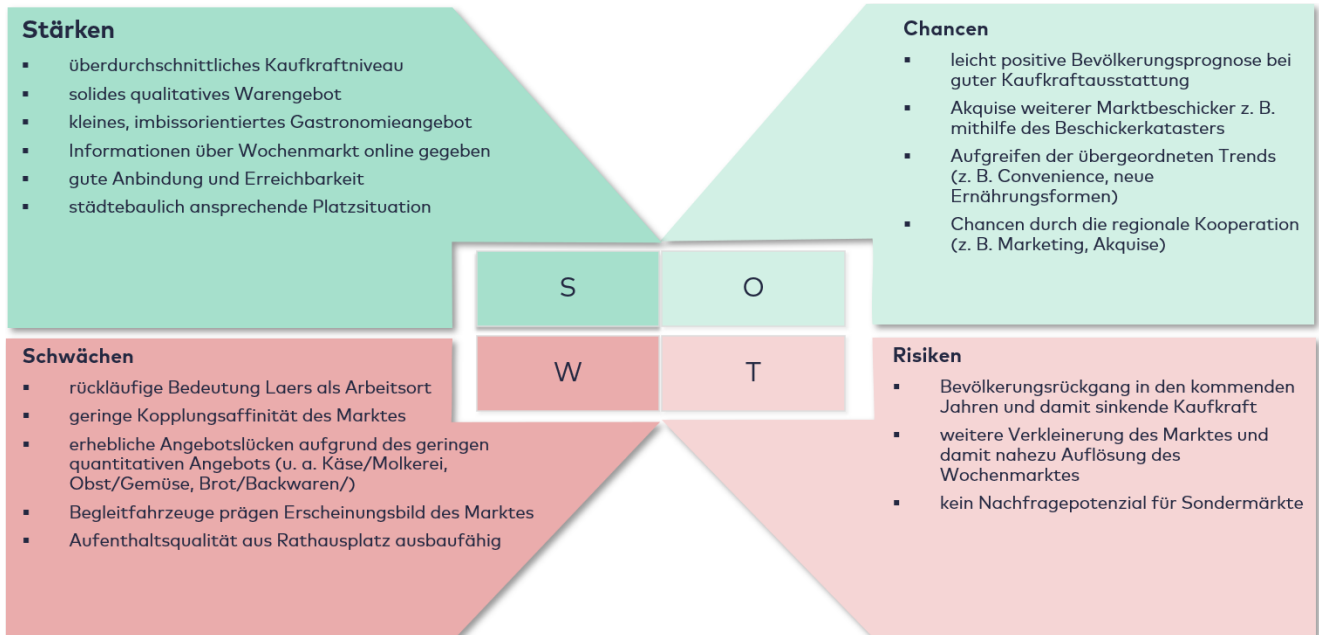 Stärken
▪ überdurchschnittliches Kaufkraftniveau
▪ solides qualitatives Warengebot
▪ kleines, imbissorientiertes Gastronomieangebot
▪ Informationen über Wochenmarkt online gegeben
▪ gute Anbindung und Erreichbarkeit
▪ städtebaulich ansprechende Platzsituation
Chancen
▪ leicht positive Bevölkerungsprognose bei
guter Kaufkraftausstattung
▪ Akquise weiterer Marktbeschicker z. B.
mithilfe des Beschickerkatasters
▪ Aufgreifen der übergeordneten Trends
(z. B. Convenience, neue
Ernährungsformen)
▪ Chancen durch die regionale Kooperation
(z. B. Marketing, Akquise)
S
O
W
T
Schwächen
▪ rückläufige Bedeutung Laers als Arbeitsort
▪ geringe Kopplungsaffinität des Marktes
▪ erhebliche Angebotslücken aufgrund des geringen
quantitativen Angebots (u. a. Käse/Molkerei,
Obst/Gemüse, Brot/Backwaren/)
▪ Begleitfahrzeuge prägen Erscheinungsbild des Marktes
▪ Aufenthaltsqualität aus Rathausplatz ausbaufähig
Risiken
▪ Bevölkerungsrückgang in den kommenden
Jahren und damit sinkende Kaufkraft
▪ weitere Verkleinerung des Marktes und
damit nahezu Auflösung des
Wochenmarktes
▪ kein Nachfragepotenzial für Sondermärkte